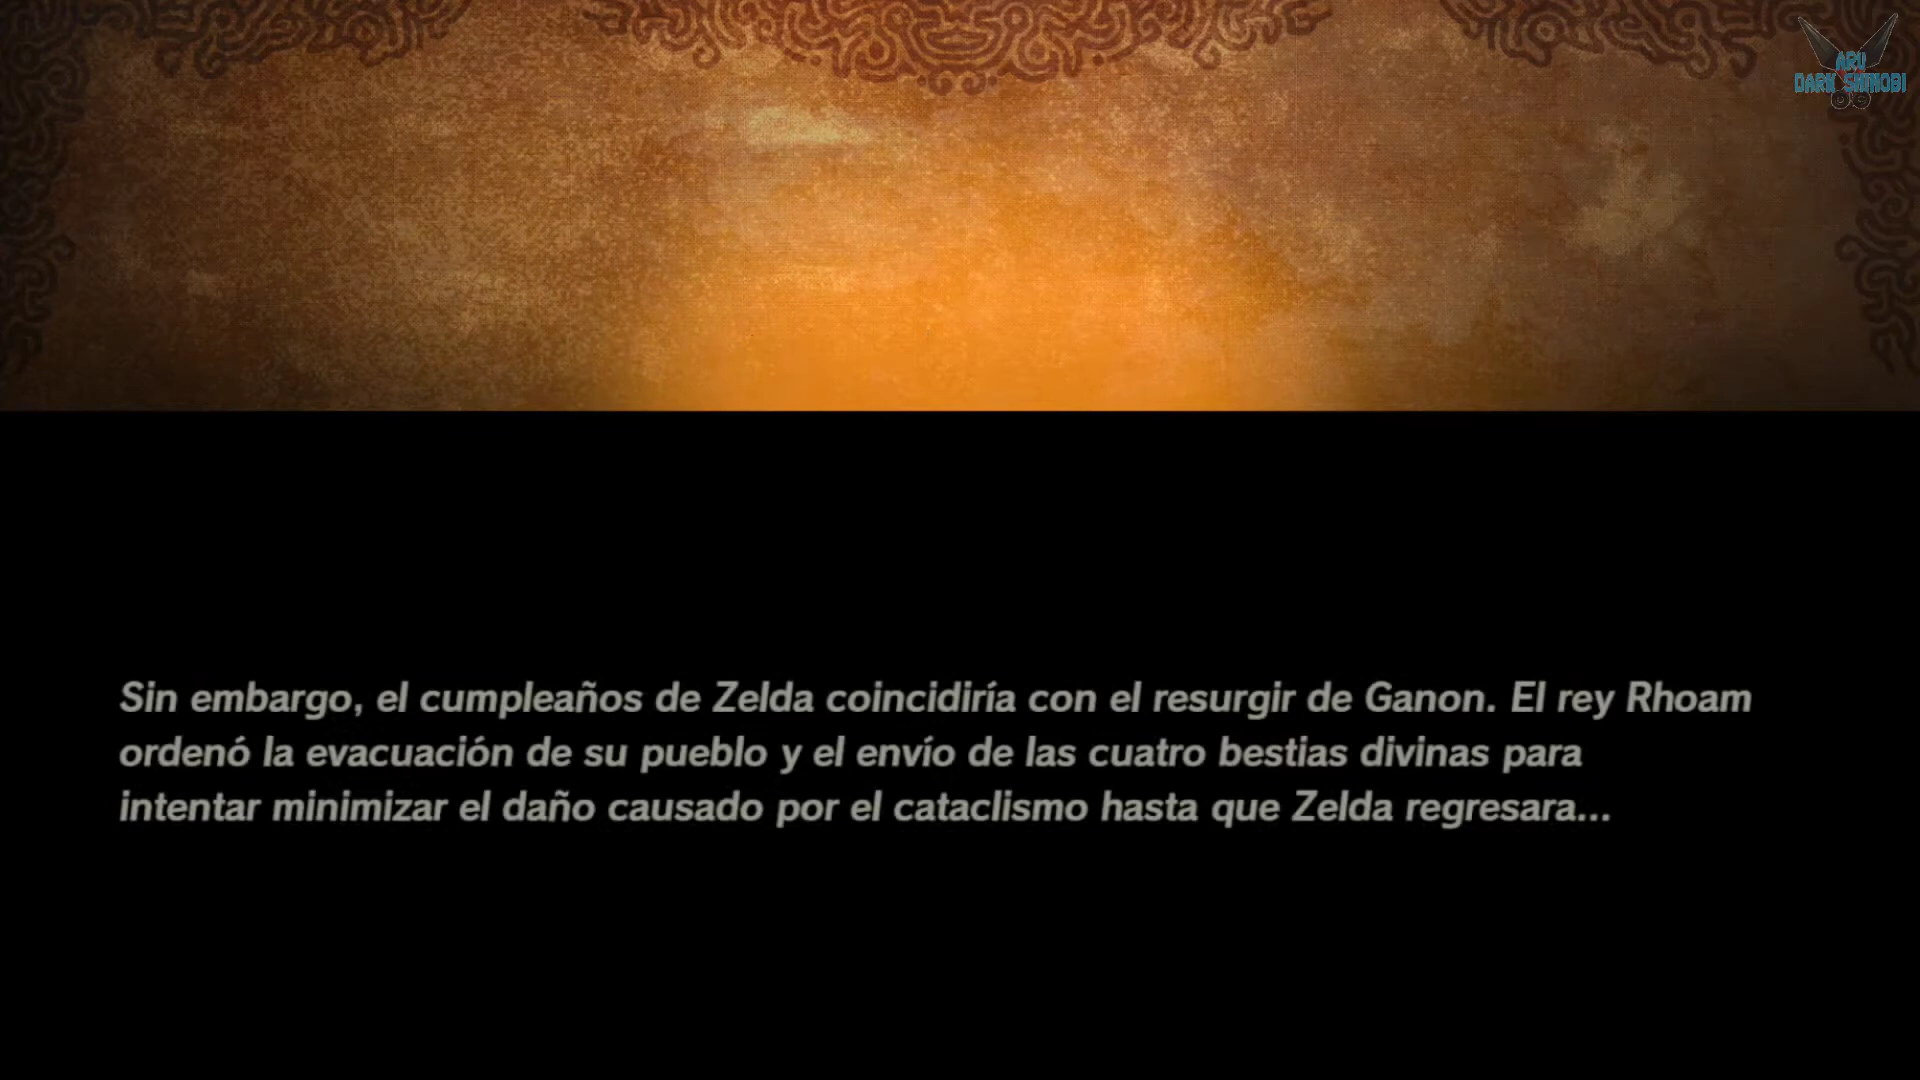 ARU
DARK SHINOBI
Sin embargo, el cumpleaños de Zelda coincidiría con el resurgir de Ganon. El rey Rhoam
ordenó la evacuación de su pueblo y el envío de las cuatro bestias divinas para
intentar minimizar el daño causado por el cataclismo hasta que Zelda regresara...